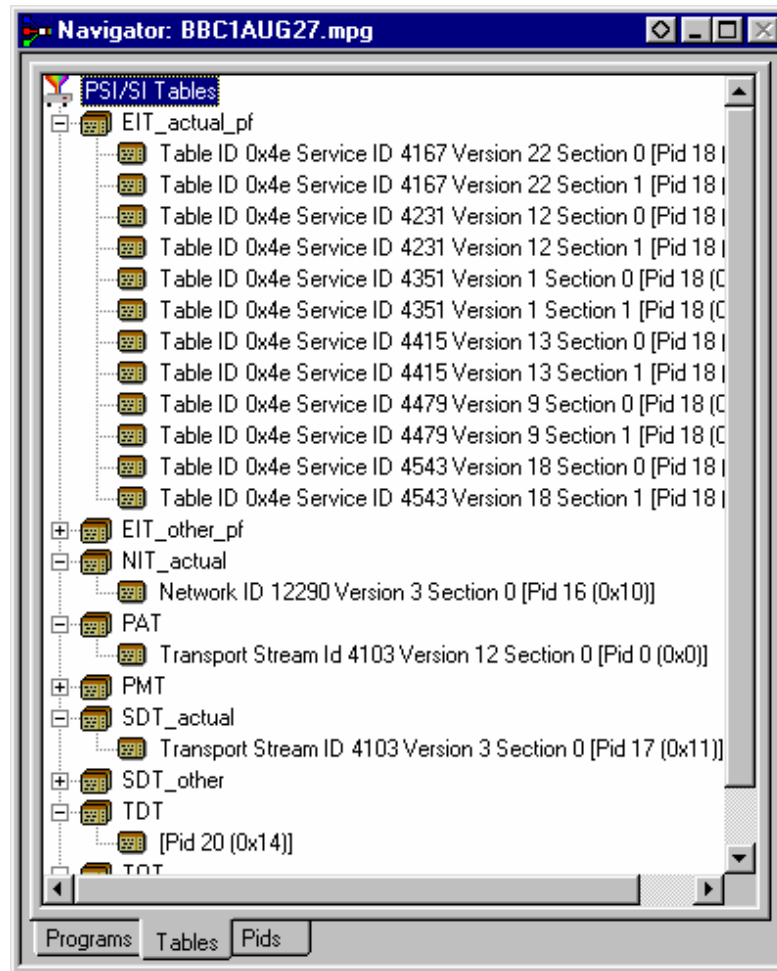 Navigator: BBC1AUG27.mpg
PSI/SI Tables
EIT_actual_pf
Table ID 0x4e Service ID 4167 Version 22 Section 0 [Pid 18 (
Table ID 0x4e Service ID 4167 Version 22 Section 1 [Pid 18 (
Table ID 0x4e Service ID 4231 Version 12 Section 0 [Pid 18 (
Table ID 0x4e Service ID 4231 Version 12 Section 1 [Pid 18 (
Table ID 0x4e Service ID 4351 Version 1 Section 0 [Pid 18 (0
Table ID 0x4e Service ID 4351 Version 1 Section 1 [Pid 18 (0
Table ID 0x4e Service ID 4415 Version 13 Section 0 [Pid 18 (
Table ID 0x4e Service ID 4415 Version 13 Section 1 [Pid 18 (
Table ID 0x4e Service ID 4479 Version 9 Section 0 [Pid 18 (0
Table ID 0x4e Service ID 4479 Version 9 Section 1 [Pid 18 (0
Table ID 0x4e Service ID 4543 Version 18 Section 0 [Pid 18 (
Table ID 0x4e Service ID 4543 Version 18 Section 1 [Pid 18 (
EIT_other_pf
NIT_actual
Network ID 12290 Version 3 Section 0 [Pid 16 (0x10)]
PAT
Transport Stream Id 4103 Version 12 Section 0 [Pid 0 (0x0)]
PMT
SDT_actual
Transport Stream ID 4103 Version 3 Section 0 [Pid 17 (0x11)]
SDT_other
TDT
[Pid 20 (0x14)]
TOT
Programs Tables Pids